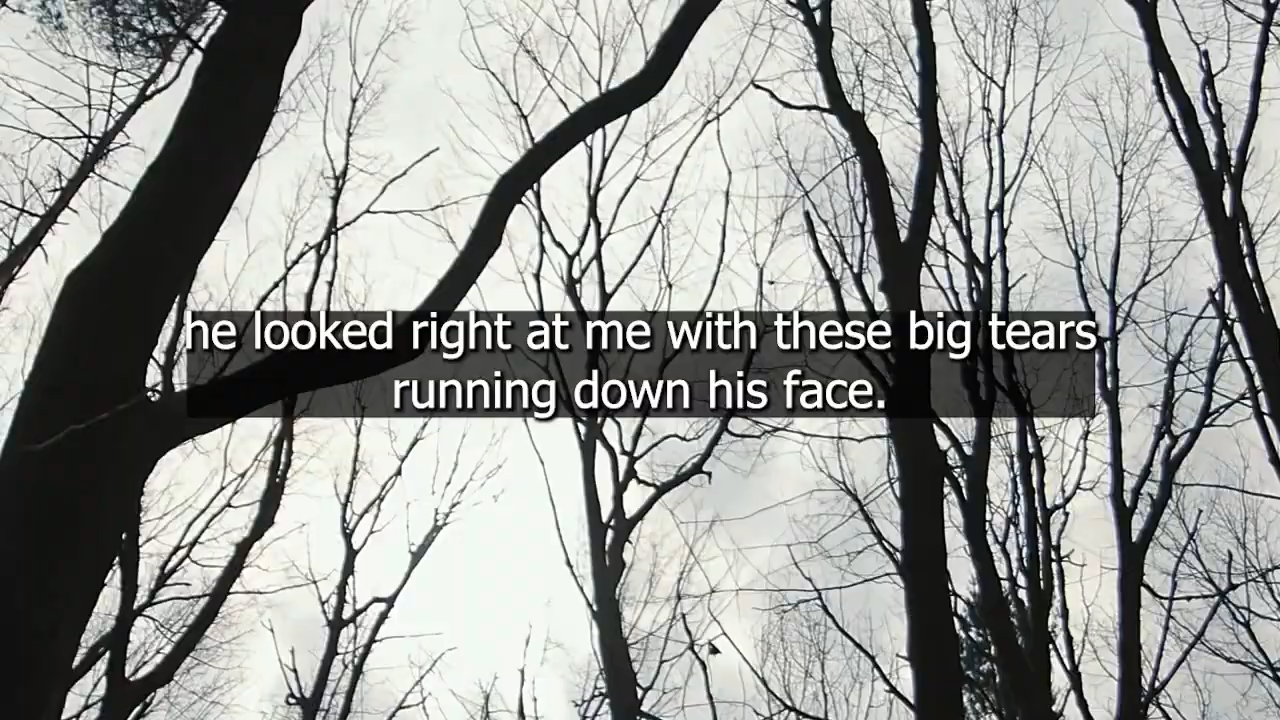 he looked right at me with these big tears
running down his face.